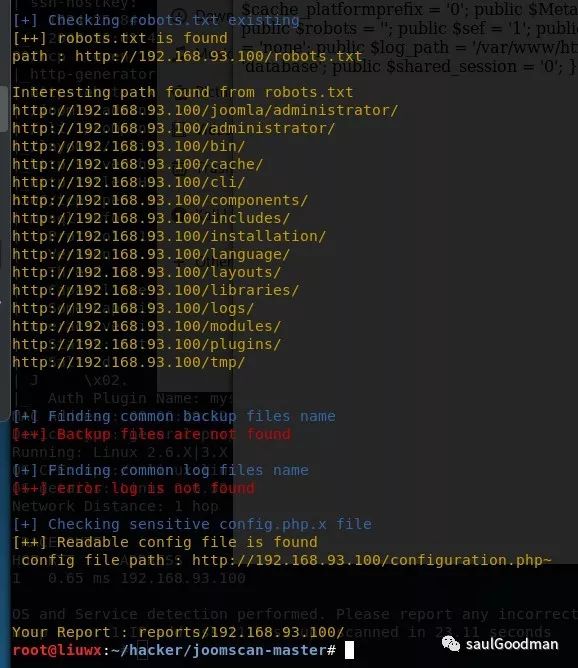 [+] Checking robots.txt existing
[++] robots.txt is found
path : http://192.168.93.100/robots.txt
Interesting path found from robots.txt
http://192.168.93.100/joomla/administrator/
http://192.168.93.100/administrator/
http://192.168.93.100/bin/
http://192.168.93.100/cache/
http://192.168.93.100/cli/
http://192.168.93.100/components/
http://192.168.93.100/includes/
http://192.168.93.100/installation/
http://192.168.93.100/language/
http://192.168.93.100/layouts/
http://192.168.93.100/libraries/
http://192.168.93.100/logs/
http://192.168.93.100/modules/
http://192.168.93.100/plugins/
http://192.168.93.100/tmp/
[+] Finding common backup files name
[++] Backup files are not found
[+] Finding common log files name
[++] error log is not found
[+] Checking sensitive config.php.x file
[++] Readable config file is found
config file path : http://192.168.93.100/configuration.php~
Your Report : reports/192.168.93.100/
root@liuwx:~/hacker/joomscan-master#
$cache_platformprefix = '0'; public $Meta
public $robots = ''; public $sef = '1'; publi
= 'none'; public $log_path = '/var/www/ht
database'; public $shared_session = '0'; }
ssh-hostkey:
http-generator
| J \x02.
Auth Plugin Name: mys
Running: Linux 2.6.X|3.X
Network Distance: 1 hop
1 0.65 ms 192.168.93.100
OS and Service detection performed. Please report any incorrect
scanned in 23.11 seconds
saulGoodman